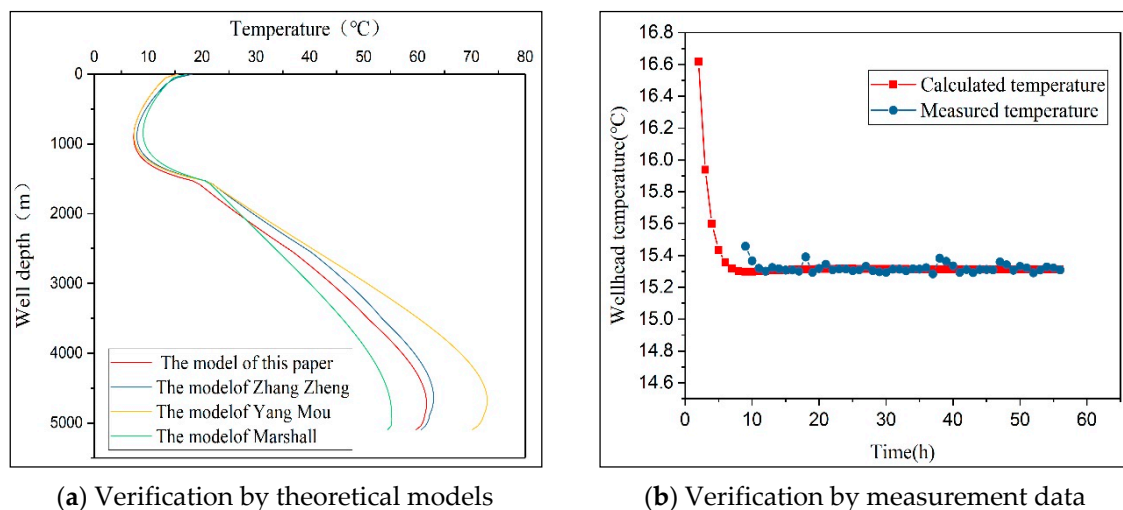 Temperature（℃）
0 10 20 30 40 50 60 70 80
0
1000
2000
3000
4000
5000
Well depth（m）
The model of this paper
The modelof Zhang Zheng
The modelof Yang Mou
The modelof Marshall
(a) Verification by theoretical models
16.8
16.6
16.4
16.2
16.0
15.8
15.6
15.4
15.2
15.0
14.8
14.6
Wellhead temperature(℃)
Calculated temperature
Measured temperature
0 10 20 30 40 50 60
Time(h)
(b) Verification by measurement data